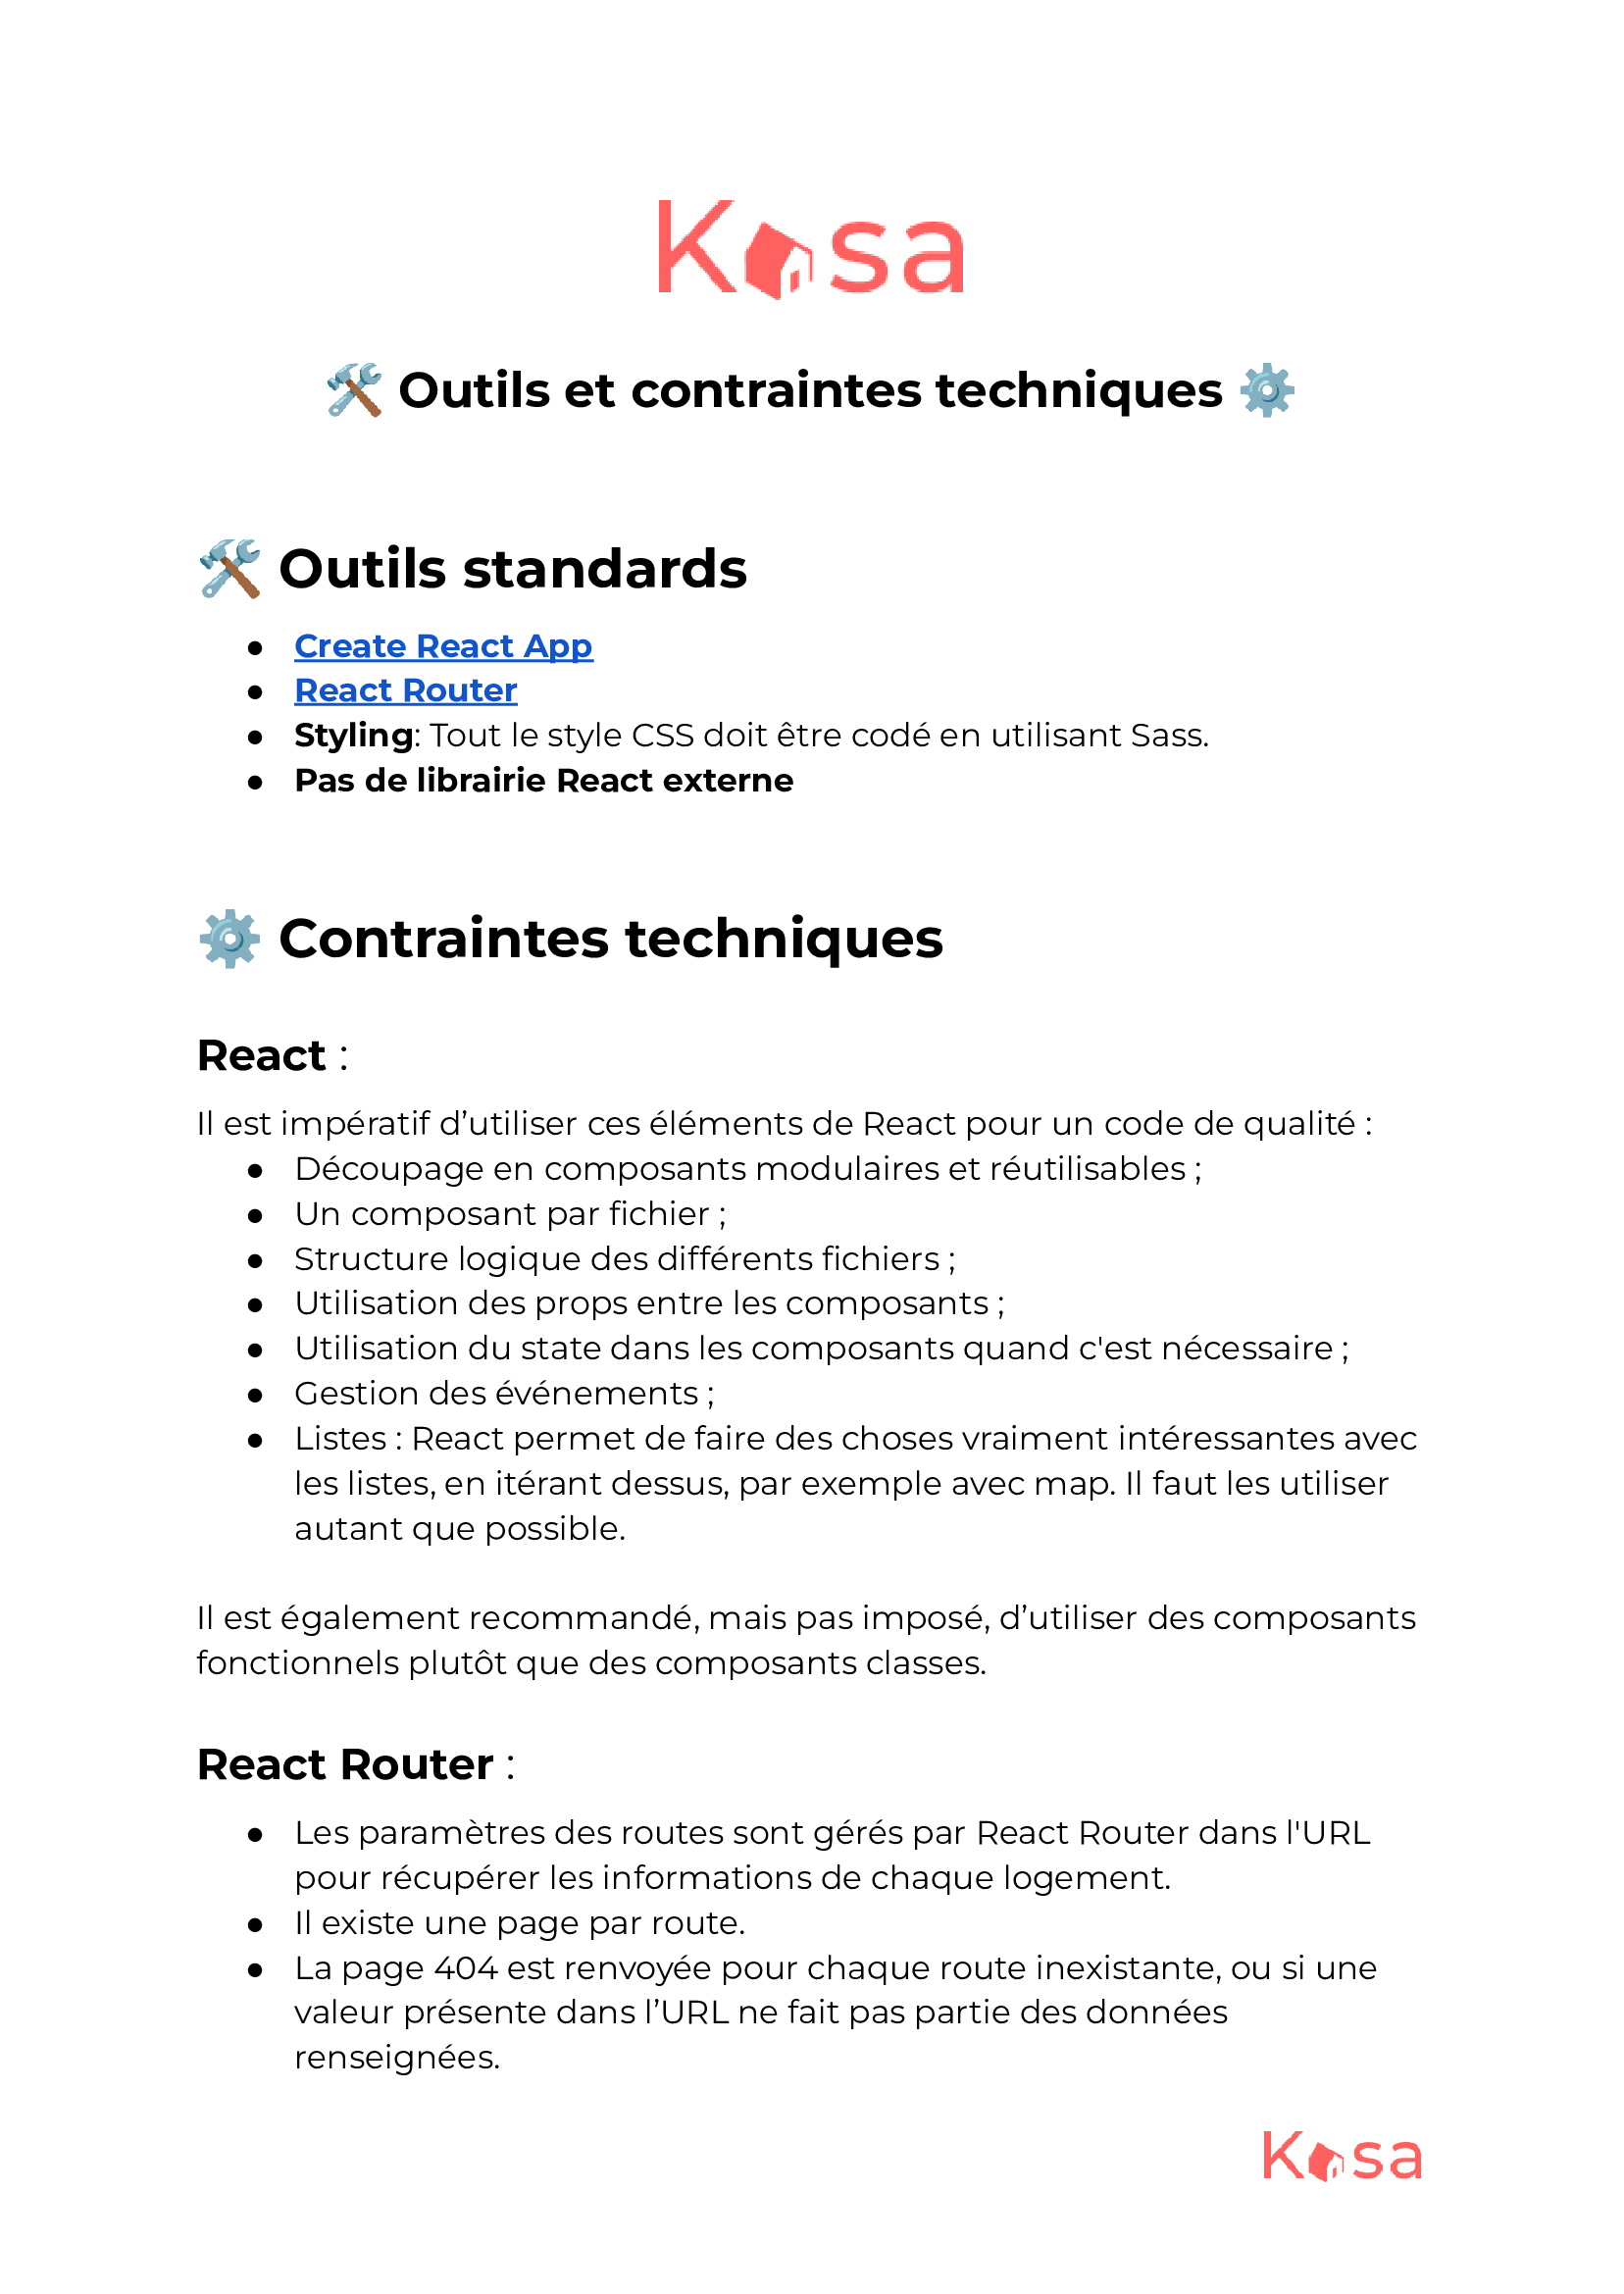 Kasa
🛠️ Outils et contraintes techniques ⚙️
🛠️ Outils standards
● Create React App
● React Router
● Styling: Tout le style CSS doit être codé en utilisant Sass.
● Pas de librairie React externe
⚙️ Contraintes techniques
React :
Il est impératif d’utiliser ces éléments de React pour un code de qualité :
● Découpage en composants modulaires et réutilisables ;
● Un composant par fichier ;
● Structure logique des différents fichiers ;
● Utilisation des props entre les composants ;
● Utilisation du state dans les composants quand c'est nécessaire ;
● Gestion des événements ;
● Listes : React permet de faire des choses vraiment intéressantes avec
les listes, en itérant dessus, par exemple avec map. Il faut les utiliser
autant que possible.
Il est également recommandé, mais pas imposé, d’utiliser des composants
fonctionnels plutôt que des composants classes.
React Router :
● Les paramètres des routes sont gérés par React Router dans l'URL
pour récupérer les informations de chaque logement.
● Il existe une page par route.
● La page 404 est renvoyée pour chaque route inexistante, ou si une
valeur présente dans l’URL ne fait pas partie des données
renseignées.
Kasa